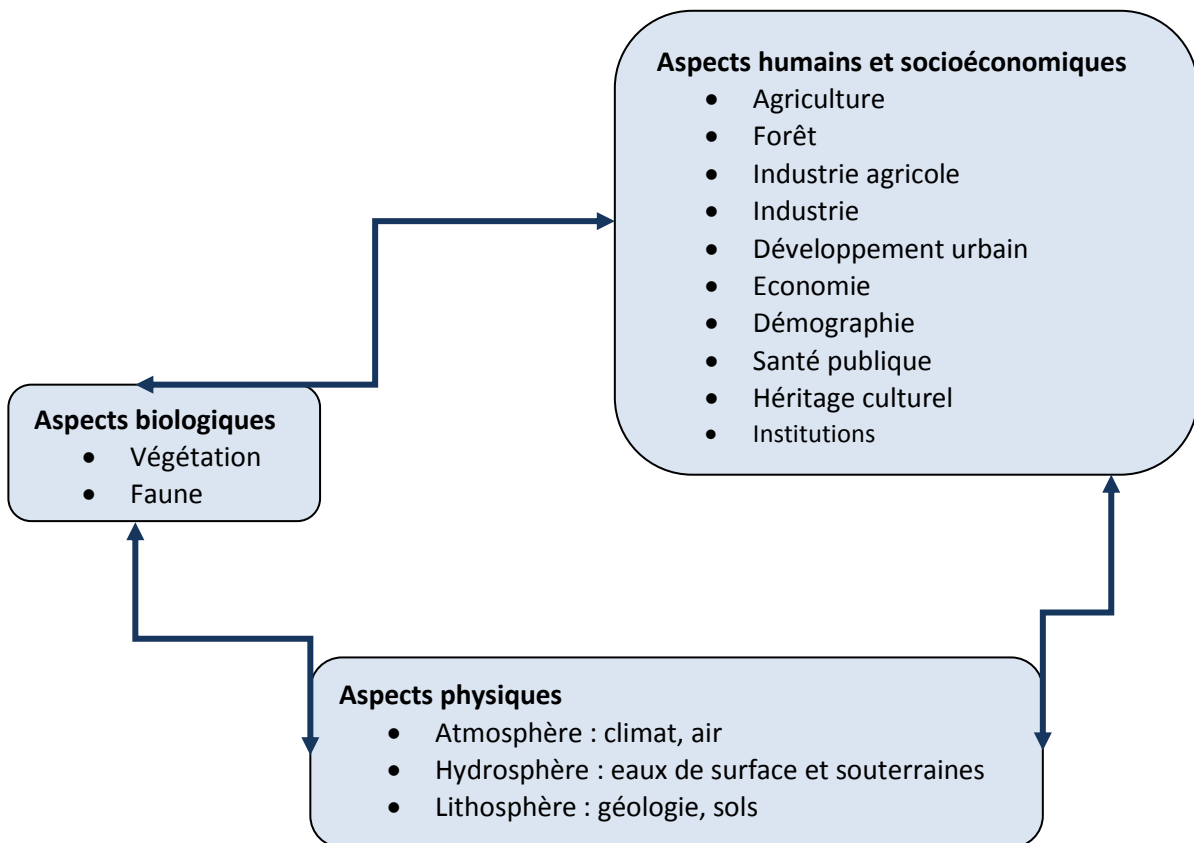 Aspects humains et socioéconomiques
• Agriculture
• Forêt
• Industrie agricole
• Industrie
• Développement urbain
• Economie
• Démographie
• Santé publique
• Héritage culturel
• Institutions
Aspects biologiques
• Végétation
• Faune
Aspects physiques
• Atmosphère : climat, air
• Hydrosphère : eaux de surface et souterraines
• Lithosphère : géologie, sols